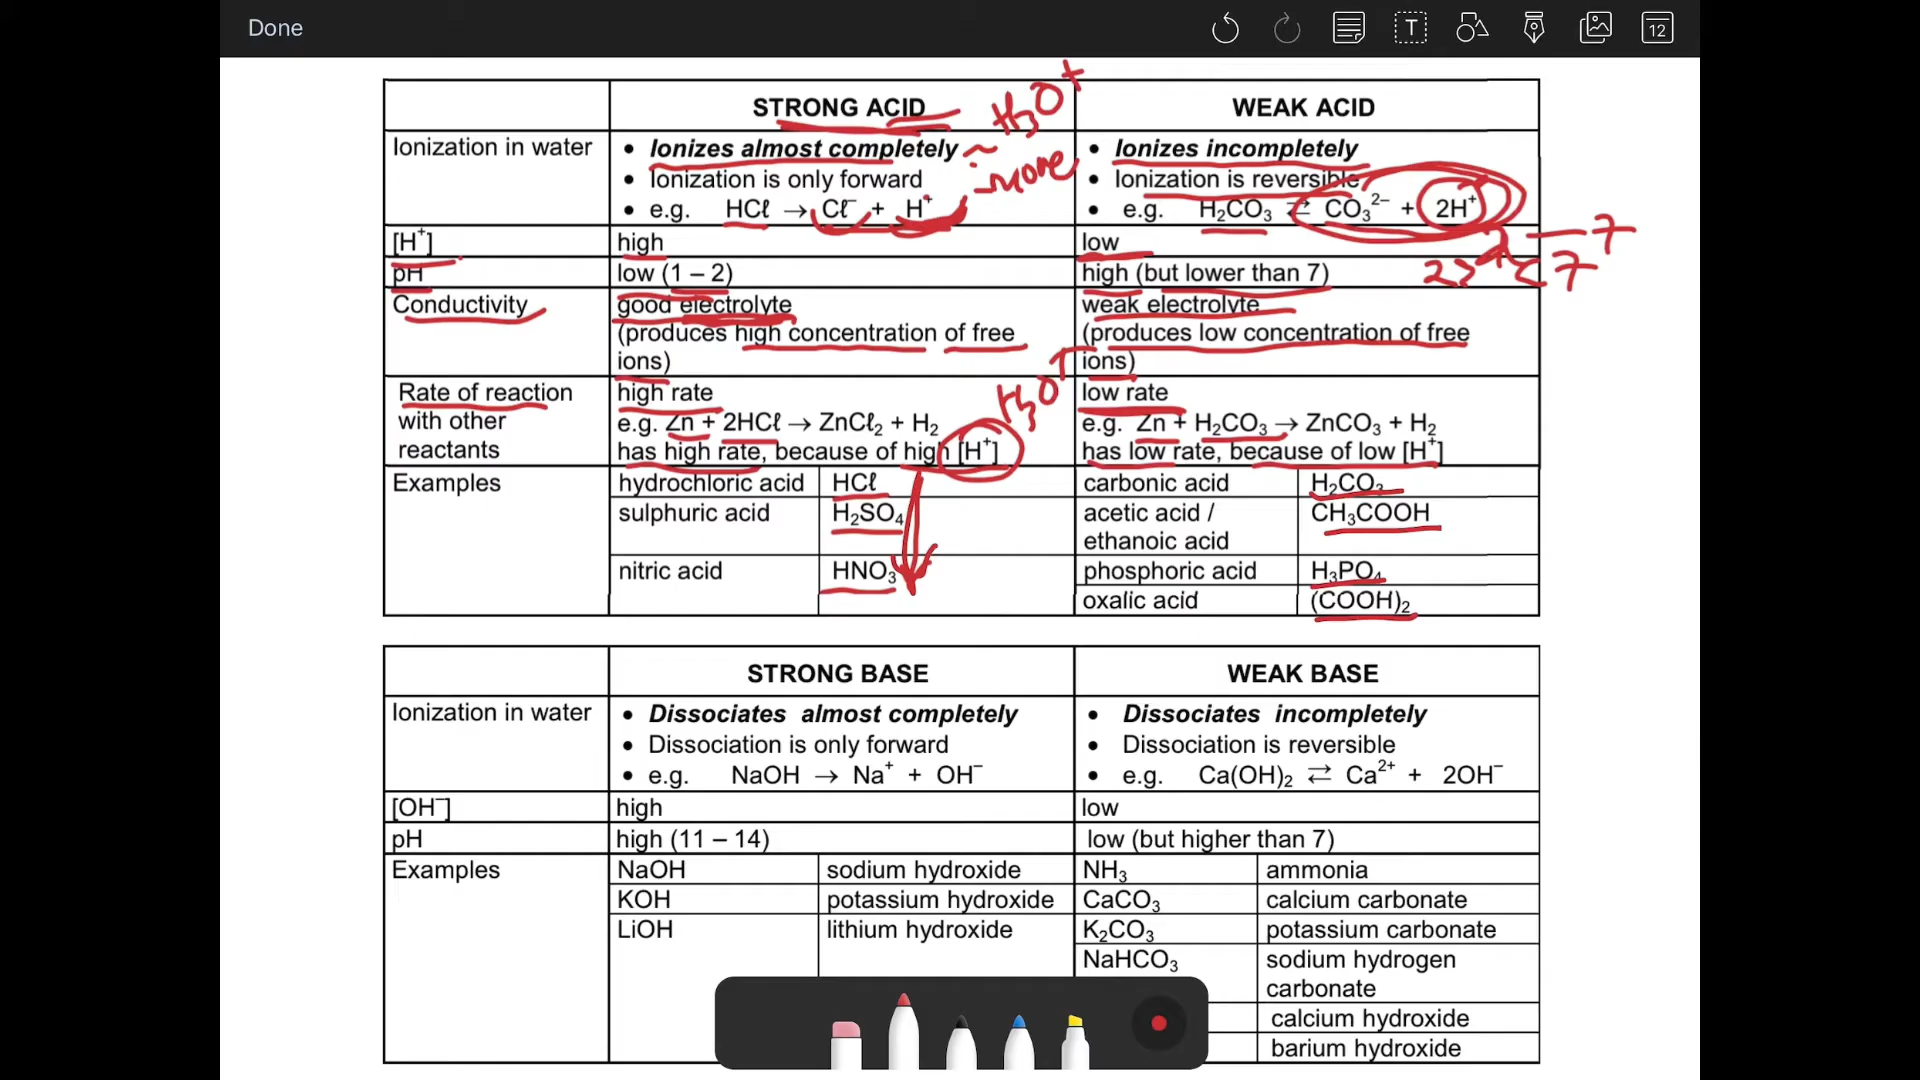 Done
T
12
STRONG ACID
WEAK ACID
H₃O⁺
Ionization in water
• Ionizes almost completely
• Ionization is only forward
• e.g. HCℓ → Cℓ⁻ + H⁺
more
• Ionizes incompletely
• Ionization is reversible
• e.g. H₂CO₃ ⇄ CO₃²⁻ + 2H⁺
[H⁺]
high
low
7
pH
low (1 – 2)
high (but lower than 7)
<7
Conductivity
good electrolyte
(produces high concentration of free
ions)
weak electrolyte
(produces low concentration of free
ions)
Rate of reaction
with other
reactants
high rate
e.g. Zn + 2HCℓ → ZnCℓ₂ + H₂
has high rate, because of high [H⁺]
H₃O⁺
low rate
e.g. Zn + H₂CO₃ → ZnCO₃ + H₂
has low rate, because of low [H⁺]
Examples
hydrochloric acid HCℓ
sulphuric acid H₂SO₄
nitric acid HNO₃
carbonic acid H₂CO₃
acetic acid / CH₃COOH
ethanoic acid
phosphoric acid H₃PO₄
oxalic acid (COOH)₂
STRONG BASE
WEAK BASE
Ionization in water
• Dissociates almost completely
• Dissociation is only forward
• e.g. NaOH → Na⁺ + OH⁻
• Dissociates incompletely
• Dissociation is reversible
• e.g. Ca(OH)₂ ⇄ Ca²⁺ + 2OH⁻
[OH⁻]
high
low
pH
high (11 – 14)
low (but higher than 7)
Examples
NaOH sodium hydroxide
KOH potassium hydroxide
LiOH lithium hydroxide
NH₃ ammonia
CaCO₃ calcium carbonate
K₂CO₃ potassium carbonate
NaHCO₃ sodium hydrogen
carbonate
calcium hydroxide
barium hydroxide